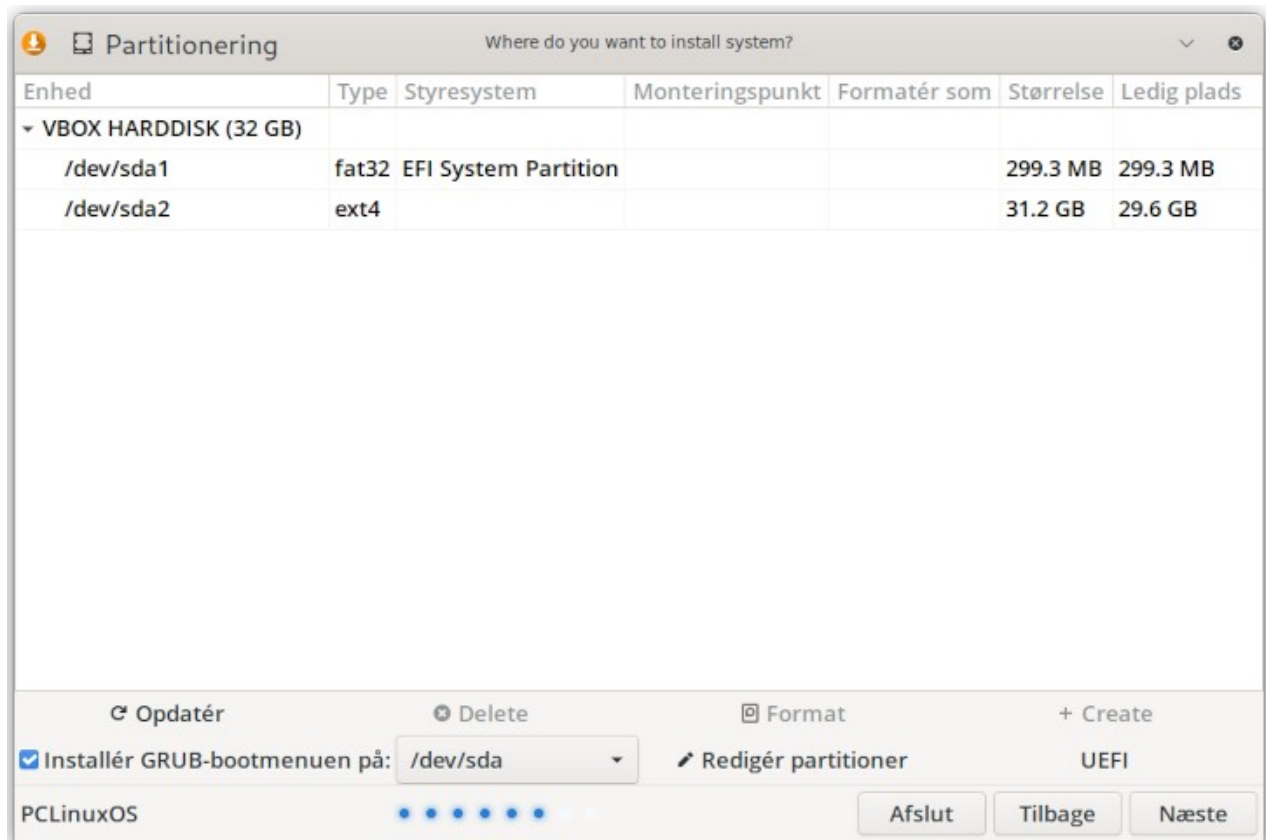 Partitionering Where do you want to install system?
Enhed Type Styresystem Monteringspunkt Formatér som Størrelse Ledig plads
VBOX HARDDISK (32 GB)
/dev/sda1 fat32 EFI System Partition 299.3 MB 299.3 MB
/dev/sda2 ext4 31.2 GB 29.6 GB
Opdatér Delete Format + Create
Installér GRUB-bootmenuen på: /dev/sda Redigér partitioner UEFI
PCLinuxOS Afslut Tilbage Næste